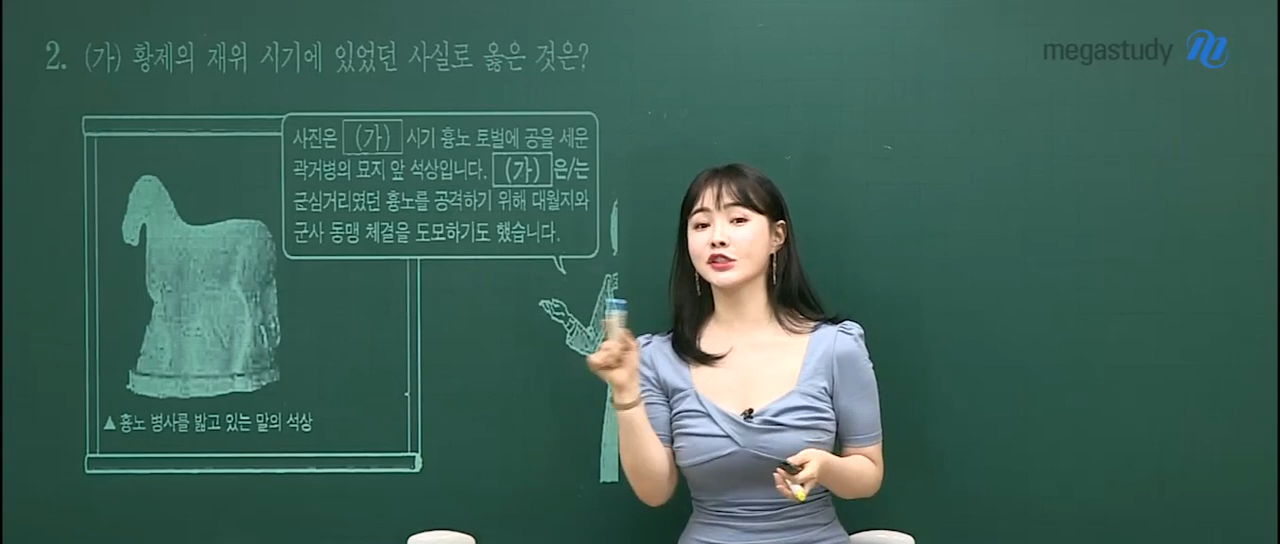 2. (가) 황제의 재위 시기에 있었던 사실로 옳은 것은?
megastudy
사진은 (가) 시기 흉노 토벌에 공을 세운
곽거병의 묘지 앞 석상입니다. (가)은/는
군심거리였던 흉노를 공격하기 위해 대월지와
군사 동맹 체결을 도모하기도 했습니다.
▲흉노 병사를 밟고 있는 말의 석상